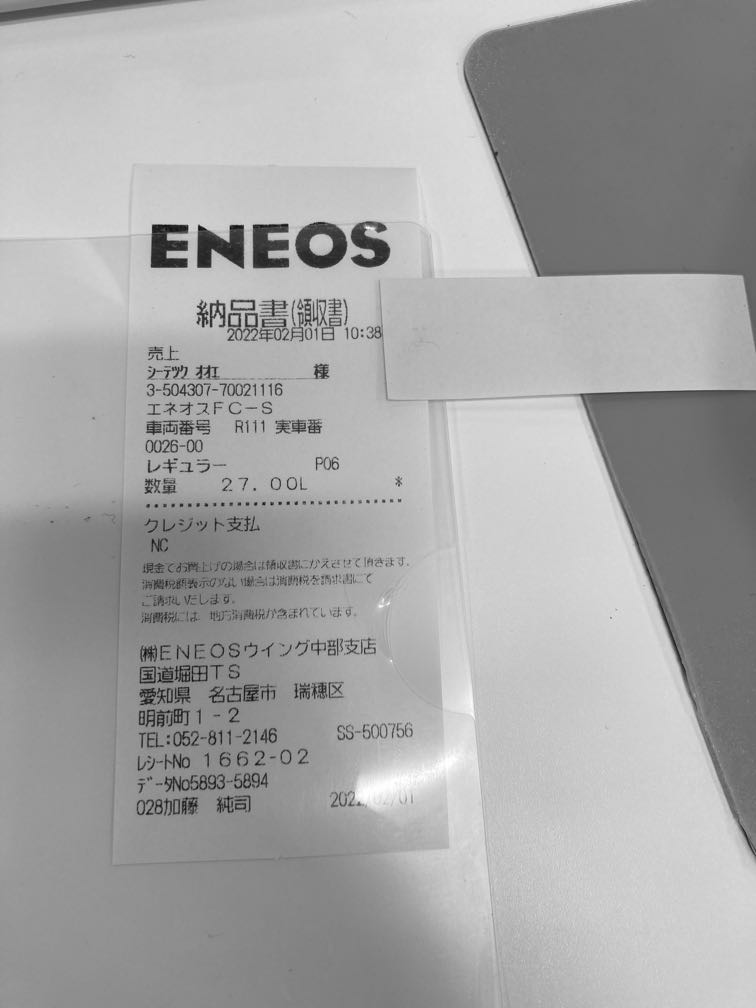 ENEOS
納品書(領収書)
2022年02月01日 10:38
売上
シーテック オオエ 様
3-504307-70021116
エネオスFC-S
車両番号 R111 実車番
0026-00
レギュラー P06
数量 27.00L *
クレジット支払
NC
現金でお買上げの場合は領収書にかえさせて頂きます。
消費税額表示のない場合は消費税を請求書にて
ご請求いたします。
消費税には、地方消費税が含まれています。
(株)ENEOSウイング中部支店
国道堀田TS
愛知県 名古屋市 瑞穂区
明前町1-2
TEL:052-811-2146 SS-500756
レシートNo 1662-02
データNo5893-5894
028加藤 純司 2022/02/01